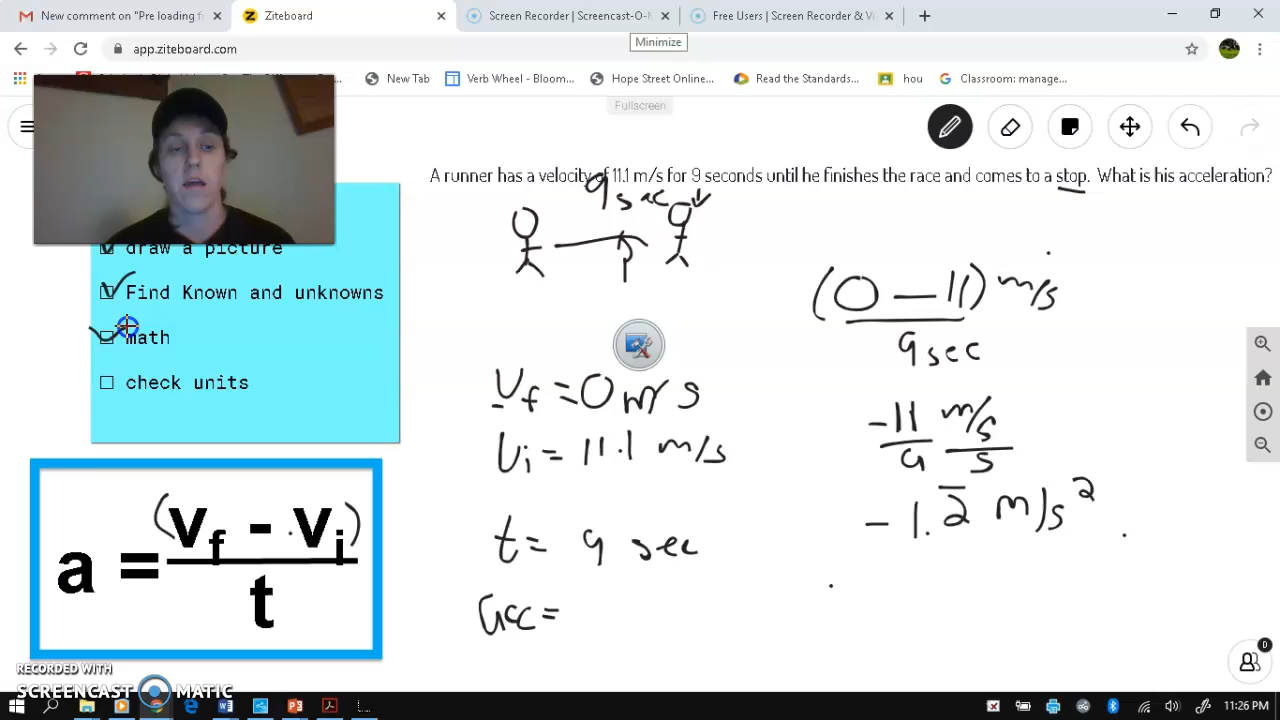 New comment on "Pre loading f
Ziteboard
Screen Recorder | Screencast-O-M
Free Users | Screen Recorder & Vi
Minimize
app.ziteboard.com
New Tab
Verb Wheel - Bloom...
Hope Street Online...
Read the Standards...
hou
Classroom: manage...
Fullscreen
A runner has a velocity of 11.1 m/s for 9 seconds until he finishes the race and comes to a stop. What is his acceleration?
9 sec
draw a picture
Find Known and unknowns
math
check units
(0 - 11) m/s
9 sec
Vf = 0 m/s
Vi = 11.1 m/s
t = 9 sec
acc =
-11 m/s
9 s
-1.2̅ m/s²
a = (vf - vi)
t
RECORDED WITH
SCREENCAST MATIC
0
11:26 PM